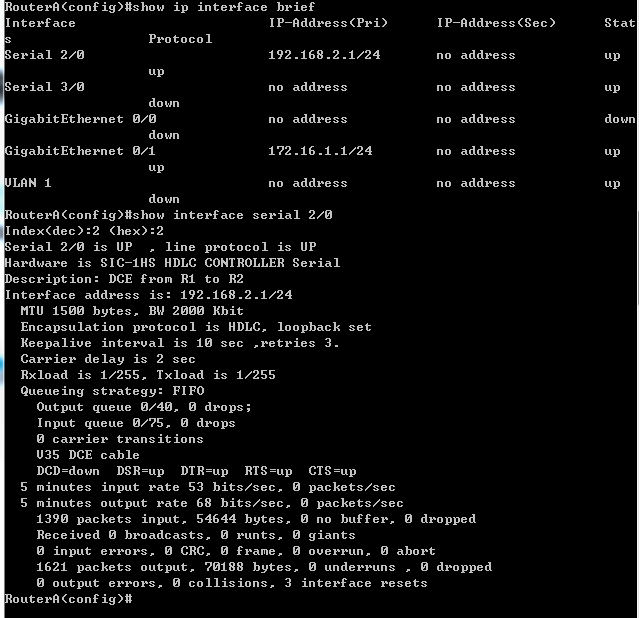 RouterA(config)#show ip interface brief
Interface                        IP-Address(Pri)      IP-Address(Sec)      Stat
s                 Protocol
Serial 2/0                       192.168.2.1/24       no address           up
                  up
Serial 3/0                       no address           no address           up
                  down
GigabitEthernet 0/0              no address           no address           down
                  down
GigabitEthernet 0/1              172.16.1.1/24        no address           up
                  up
VLAN 1                           no address           no address           up
                  down
RouterA(config)#show interface serial 2/0
Index(dec):2 (hex):2
Serial 2/0 is UP  , line protocol is UP
Hardware is SIC-1HS HDLC CONTROLLER Serial
Description: DCE from R1 to R2
Interface address is: 192.168.2.1/24
  MTU 1500 bytes, BW 2000 Kbit
  Encapsulation protocol is HDLC, loopback set
  Keepalive interval is 10 sec ,retries 3.
  Carrier delay is 2 sec
  Rxload is 1/255, Txload is 1/255
  Queueing strategy: FIFO
    Output queue 0/40, 0 drops;
    Input queue 0/75, 0 drops
    0 carrier transitions
    V35 DCE cable
    DCD=down  DSR=up  DTR=up  RTS=up  CTS=up
  5 minutes input rate 53 bits/sec, 0 packets/sec
  5 minutes output rate 68 bits/sec, 0 packets/sec
    1390 packets input, 54644 bytes, 0 no buffer, 0 dropped
    Received 0 broadcasts, 0 runts, 0 giants
    0 input errors, 0 CRC, 0 frame, 0 overrun, 0 abort
    1621 packets output, 70188 bytes, 0 underruns , 0 dropped
    0 output errors, 0 collisions, 3 interface resets
RouterA(config)#